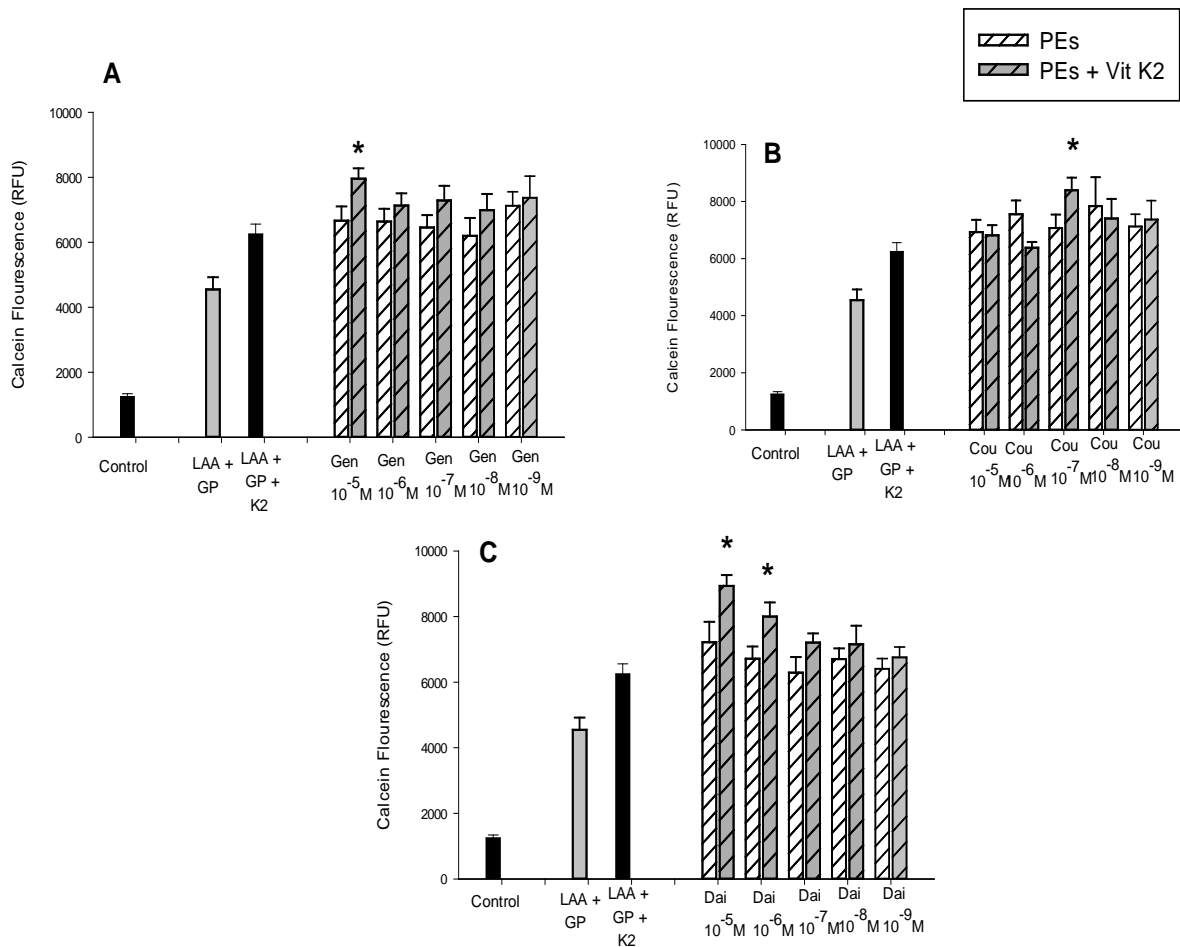 PEs
PEs + Vit K2
A
Calcein Flourescence (RFU)
10000
8000
6000
4000
2000
0
*
Control
LAA +
GP
LAA +
GP +
K2
Gen
10⁻⁵M
Gen
10⁻⁶M
Gen
10⁻⁷M
Gen
10⁻⁸M
Gen
10⁻⁹M
B
Calcein Flourescence (RFU)
10000
8000
6000
4000
2000
0
*
Control
LAA +
GP
LAA +
GP +
K2
Cou
10⁻⁵M
Cou
10⁻⁶M
Cou
10⁻⁷M
Cou
10⁻⁸M
Cou
10⁻⁹M
C
Calcein Flourescence (RFU)
10000
8000
6000
4000
2000
0
*
*
Control
LAA +
GP
LAA +
GP +
K2
Dai
10⁻⁵M
Dai
10⁻⁶M
Dai
10⁻⁷M
Dai
10⁻⁸M
Dai
10⁻⁹M